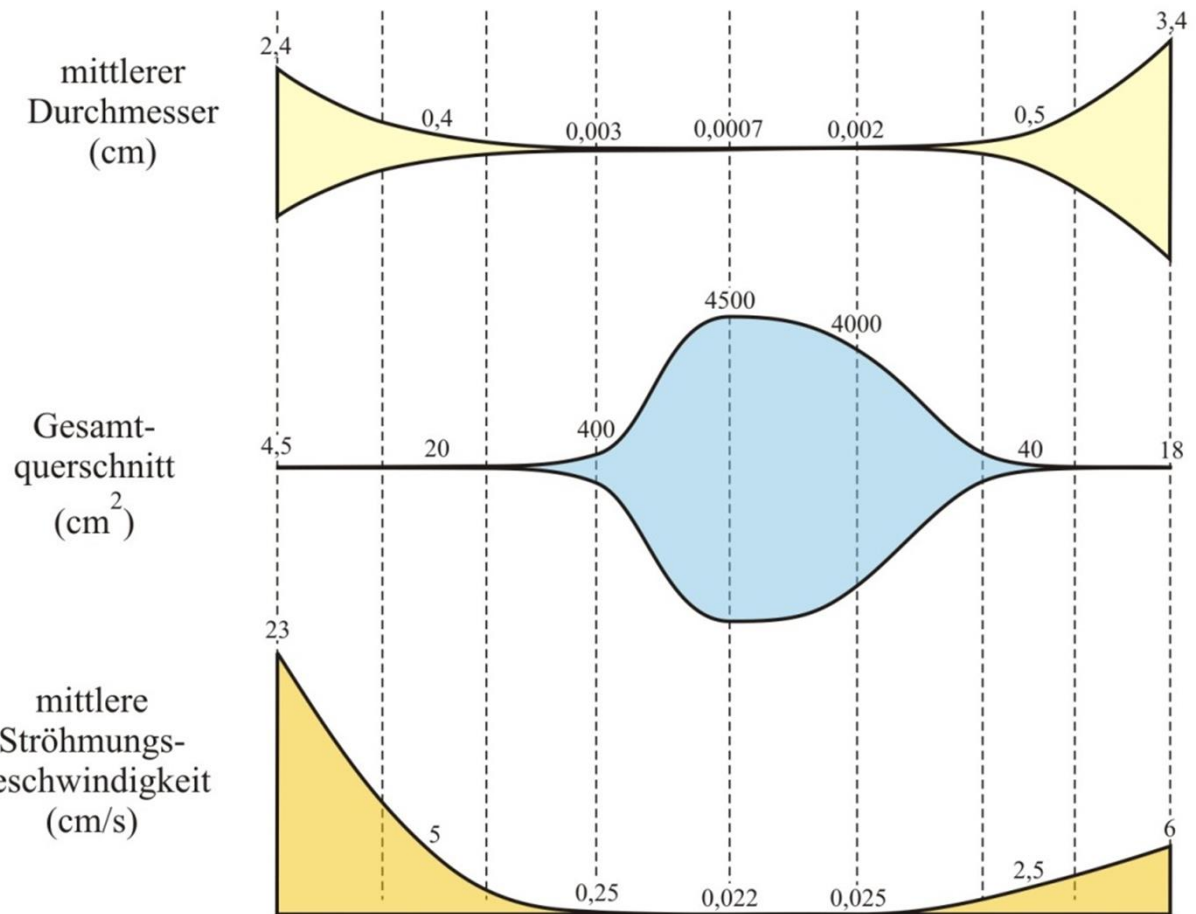 2,4
3,4
mittlerer
Durchmesser
(cm)
0,4
0,003
0,0007
0,002
0,5
4500
4000
Gesamt-
querschnitt
(cm²)
4,5
20
400
40
18
23
mittlere
Ströhmungs-
eschwindigkeit
(cm/s)
5
0,25
0,022
0,025
2,5
6